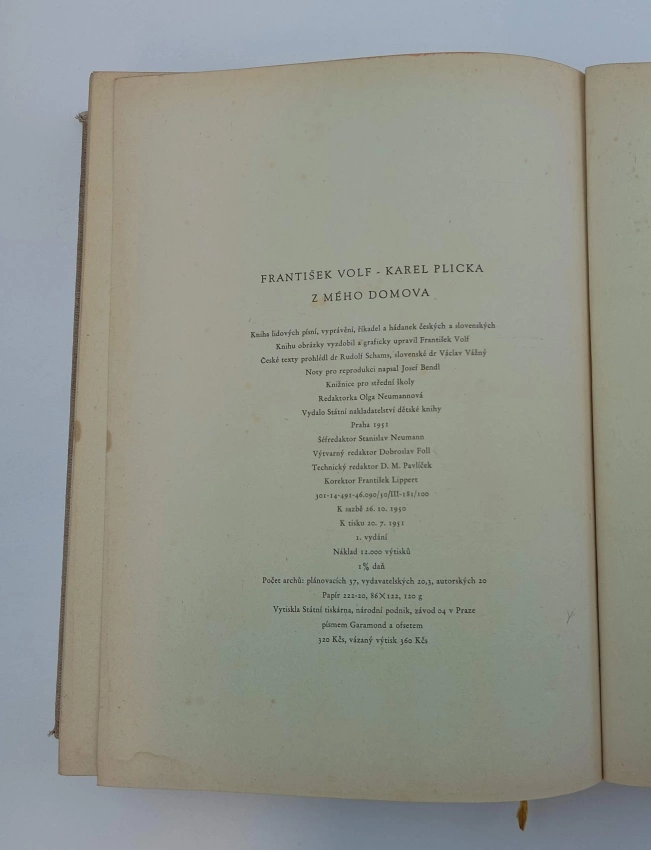 FRANTIŠEK VOLF - KAREL PLICKA
Z MÉHO DOMOVA
Kniha lidových písní, vyprávění, říkadel a hádanek českých a slovenských
Knihu obrázky vyzdobil a graficky upravil František Volf
České texty prohlédl dr Rudolf Schams, slovenské dr Václav Vážný
Noty pro reprodukci napsal Josef Bendl
Knižnice pro střední školy
Redaktorka Olga Neumannová
Vydalo Státní nakladatelství dětské knihy
Praha 1951
Šéfredaktor Stanislav Neumann
Výtvarný redaktor Dobroslav Foll
Technický redaktor D. M. Pavlíček
Korektor František Lippert
301-14-491-46.090/50/III-181/100
K sazbě 26. 10. 1950
K tisku 20. 7. 1951
1. vydání
Náklad 12.000 výtisků
1% daň
Počet archů: plánovacích 37, vydavatelských 20,3, autorských 20
Papír 222-20, 86×122, 120 g
Vytiskla Státní tiskárna, národní podnik, závod 04 v Praze
písmem Garamond a ofsetem
320 Kčs, vázaný výtisk 360 Kčs